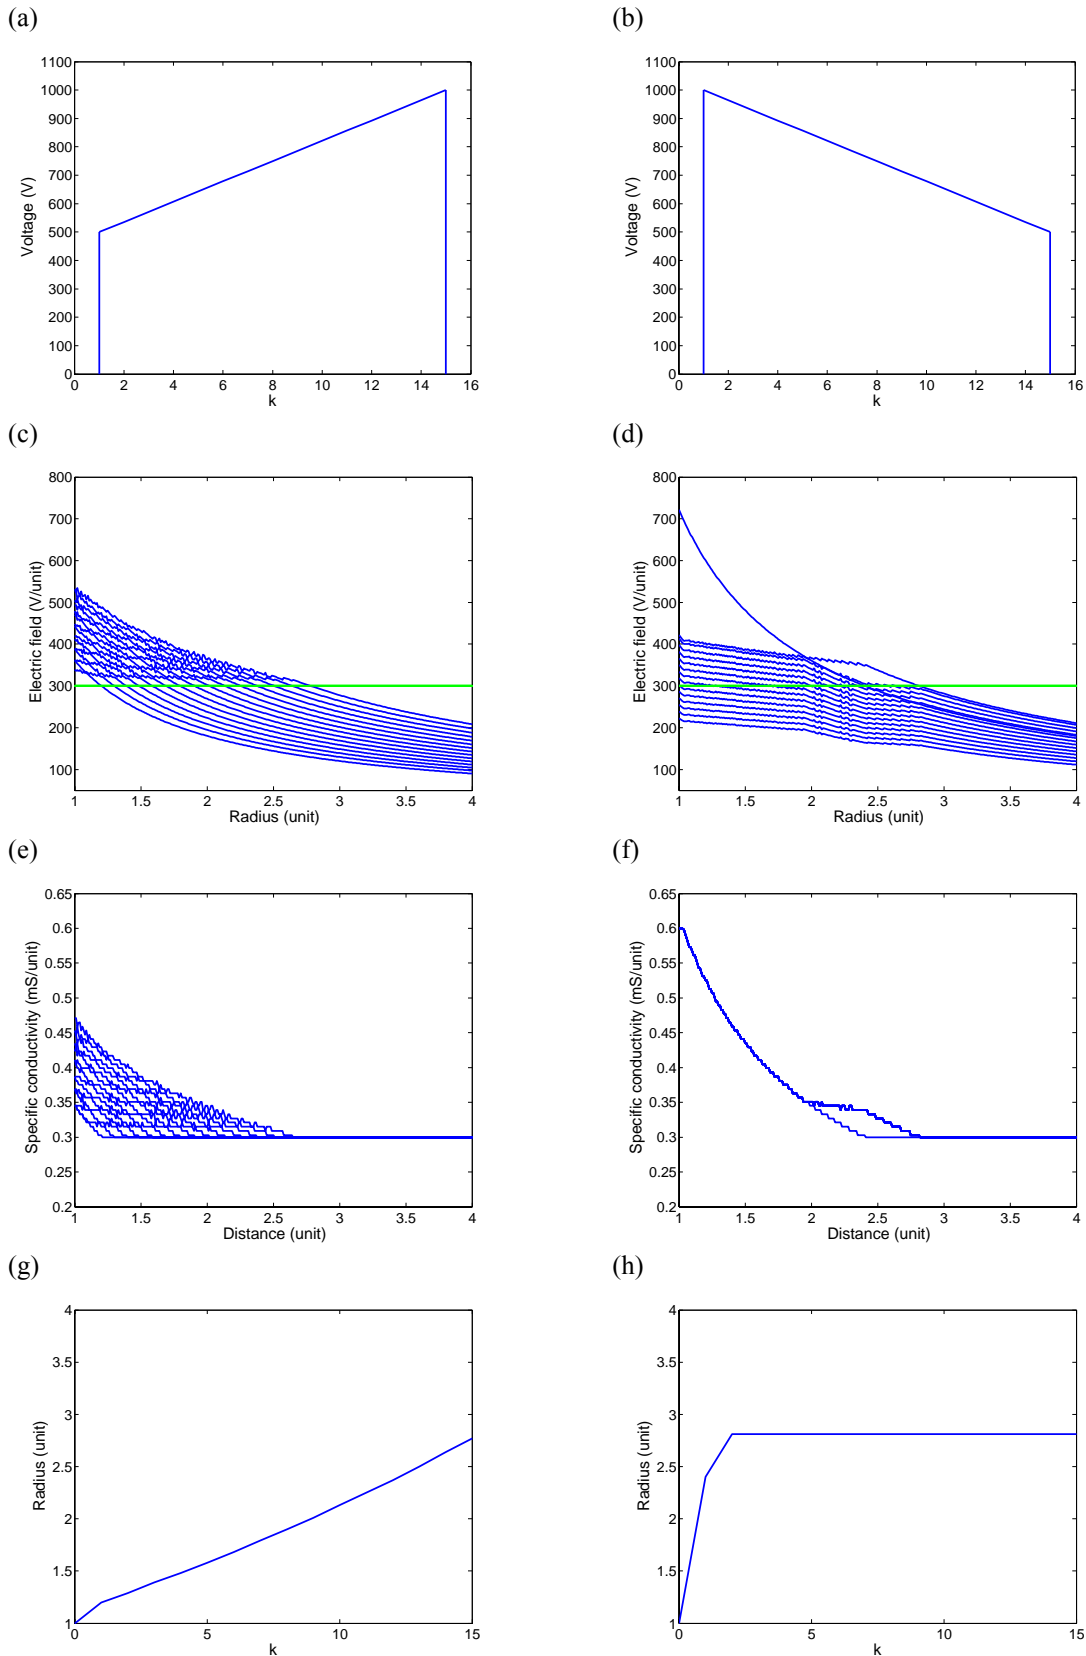 (a)
1100
1000
900
800
700
600
500
400
300
200
100
0
Voltage (V)
0 2 4 6 8 10 12 14 16
k
(b)
1100
1000
900
800
700
600
500
400
300
200
100
0
Voltage (V)
0 2 4 6 8 10 12 14 16
k
(c)
800
700
600
500
400
300
200
100
Electric field (V/unit)
1 1.5 2 2.5 3 3.5 4
Radius (unit)
(d)
800
700
600
500
400
300
200
100
Electric field (V/unit)
1 1.5 2 2.5 3 3.5 4
Radius (unit)
(e)
0.65
0.6
0.55
0.5
0.45
0.4
0.35
0.3
0.25
0.2
Specific conductivity (mS/unit)
1 1.5 2 2.5 3 3.5 4
Distance (unit)
(f)
0.65
0.6
0.55
0.5
0.45
0.4
0.35
0.3
0.25
0.2
Specific conductivity (mS/unit)
1 1.5 2 2.5 3 3.5 4
Distance (unit)
(g)
4
3.5
3
2.5
2
1.5
1
Radius (unit)
0 5 10 15
k
(h)
4
3.5
3
2.5
2
1.5
1
Radius (unit)
0 5 10 15
k